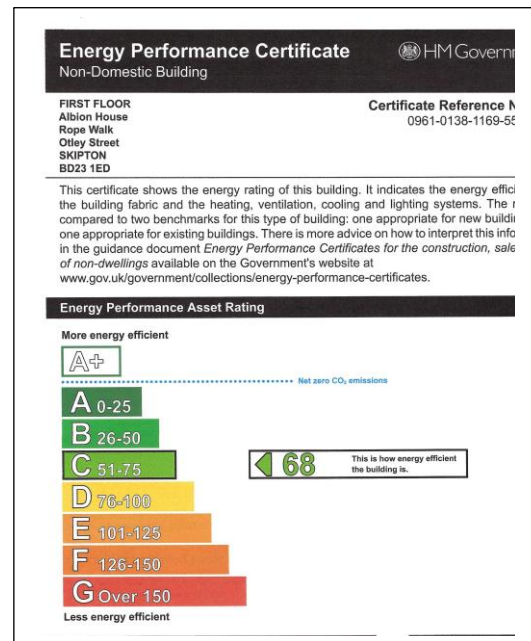 Energy Performance Certificate
HM Governm
Non-Domestic Building
FIRST FLOOR
Albion House
Rope Walk
Otley Street
SKIPTON
BD23 1ED
Certificate Reference N
0961-0138-1169-55
This certificate shows the energy rating of this building. It indicates the energy effici
the building fabric and the heating, ventilation, cooling and lighting systems. The r
compared to two benchmarks for this type of building: one appropriate for new buildin
one appropriate for existing buildings. There is more advice on how to interpret this info
in the guidance document Energy Performance Certificates for the construction, sale
of non-dwellings available on the Government's website at
www.gov.uk/government/collections/energy-performance-certificates.
Energy Performance Asset Rating
More energy efficient
A+
Net zero CO₂ emissions
A 0-25
B 26-50
C 51-75
68 This is how energy efficient
the building is.
D 76-100
E 101-125
F 126-150
G Over 150
Less energy efficient